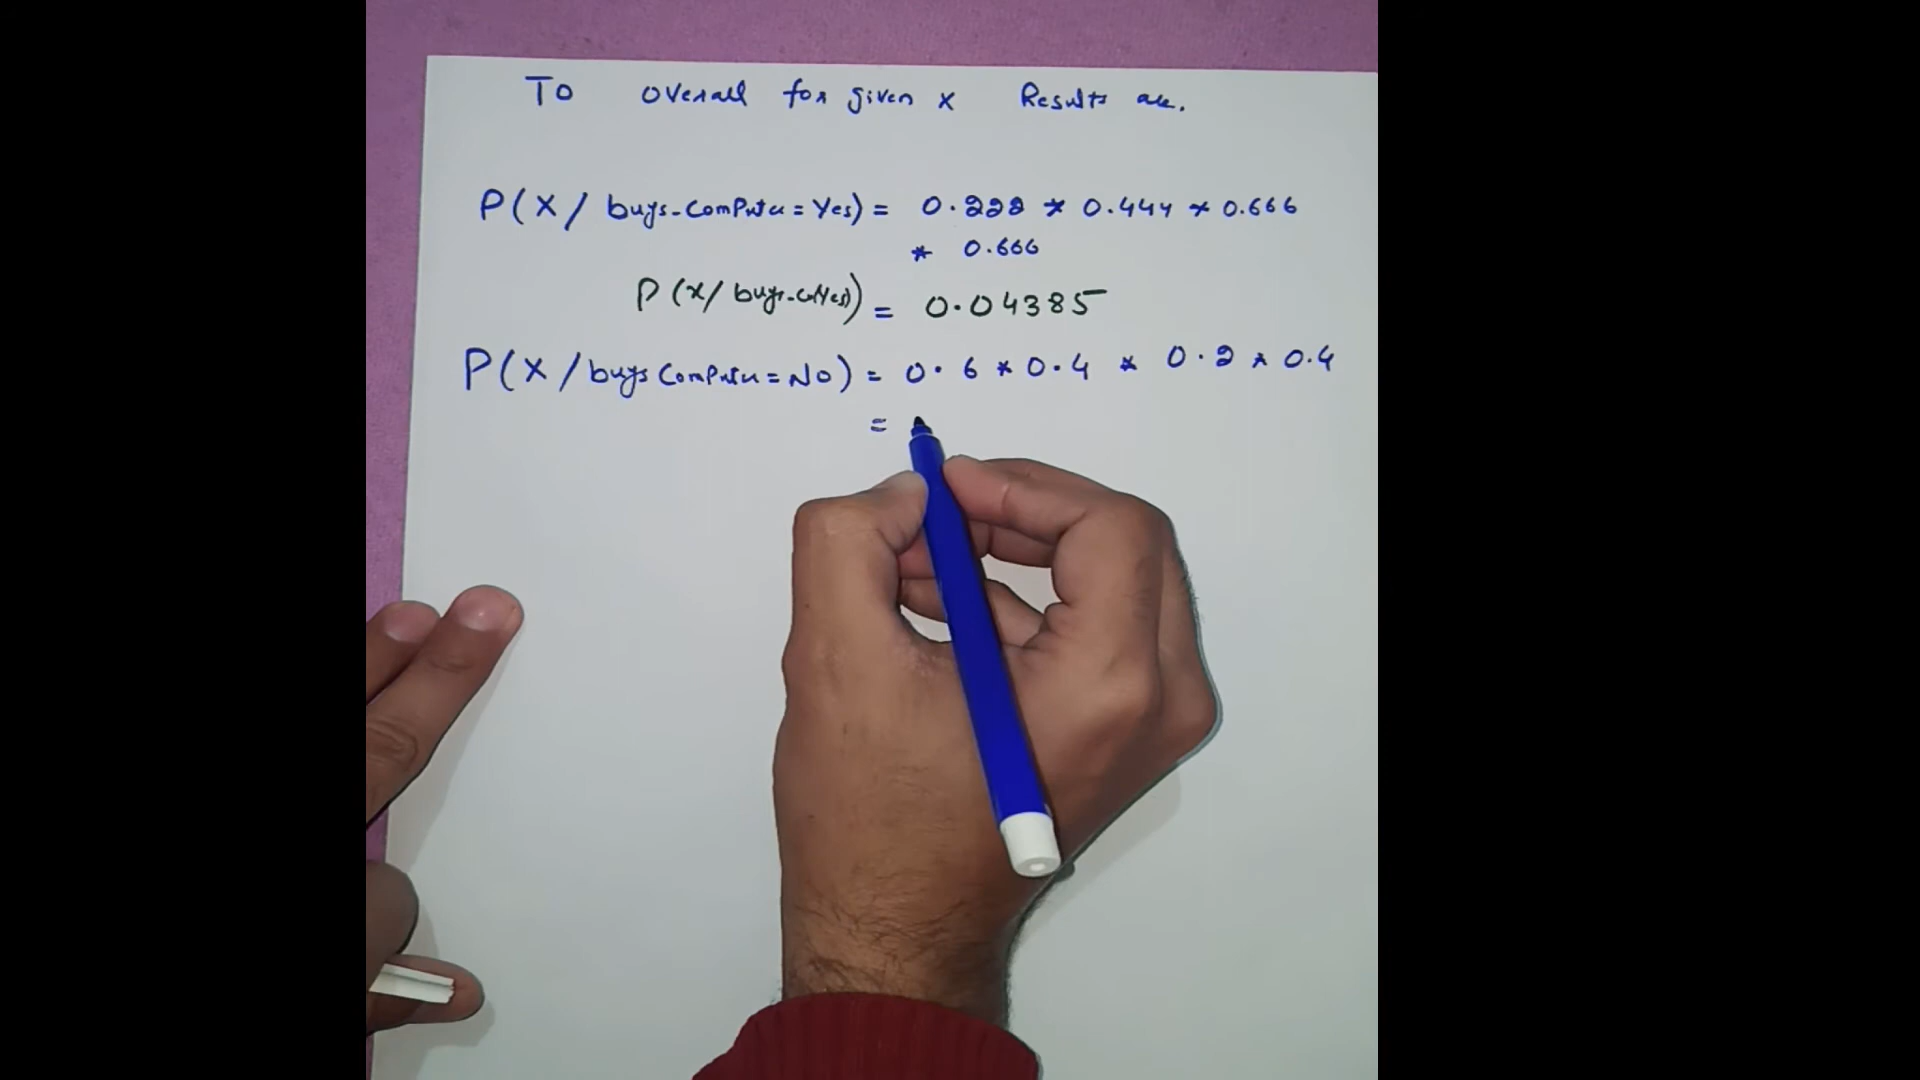 To overall for given x Results are.
P(X/ buys-Computer=Yes) = 0.222 * 0.444 * 0.666
* 0.666
P(x/ buys-c(Yes)) = 0.04385
P(X/buys Computer=No) = 0.6 * 0.4 * 0.2 * 0.4
=